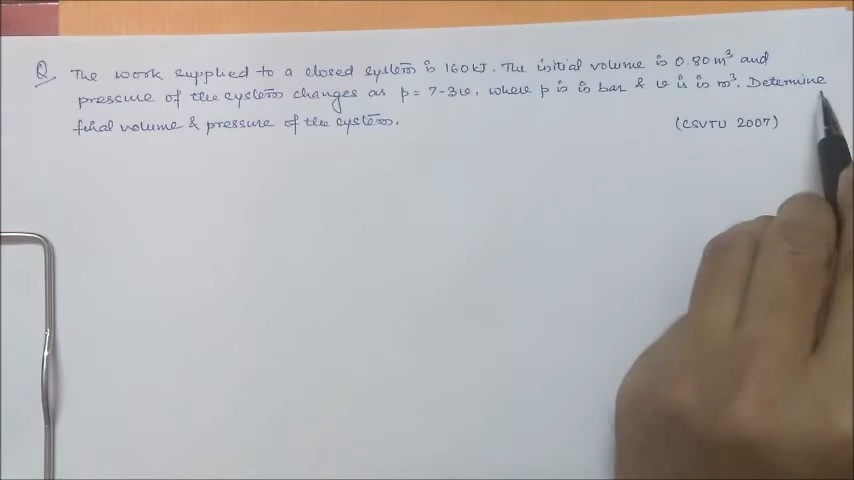 Q The work supplied to a closed system is 160kJ. The initial volume is 0.80 m³ and
pressure of the system changes as p = 7-3v, where p is in bar & v is in m³. Determine
final volume & pressure of the system. (CSVTU 2007)